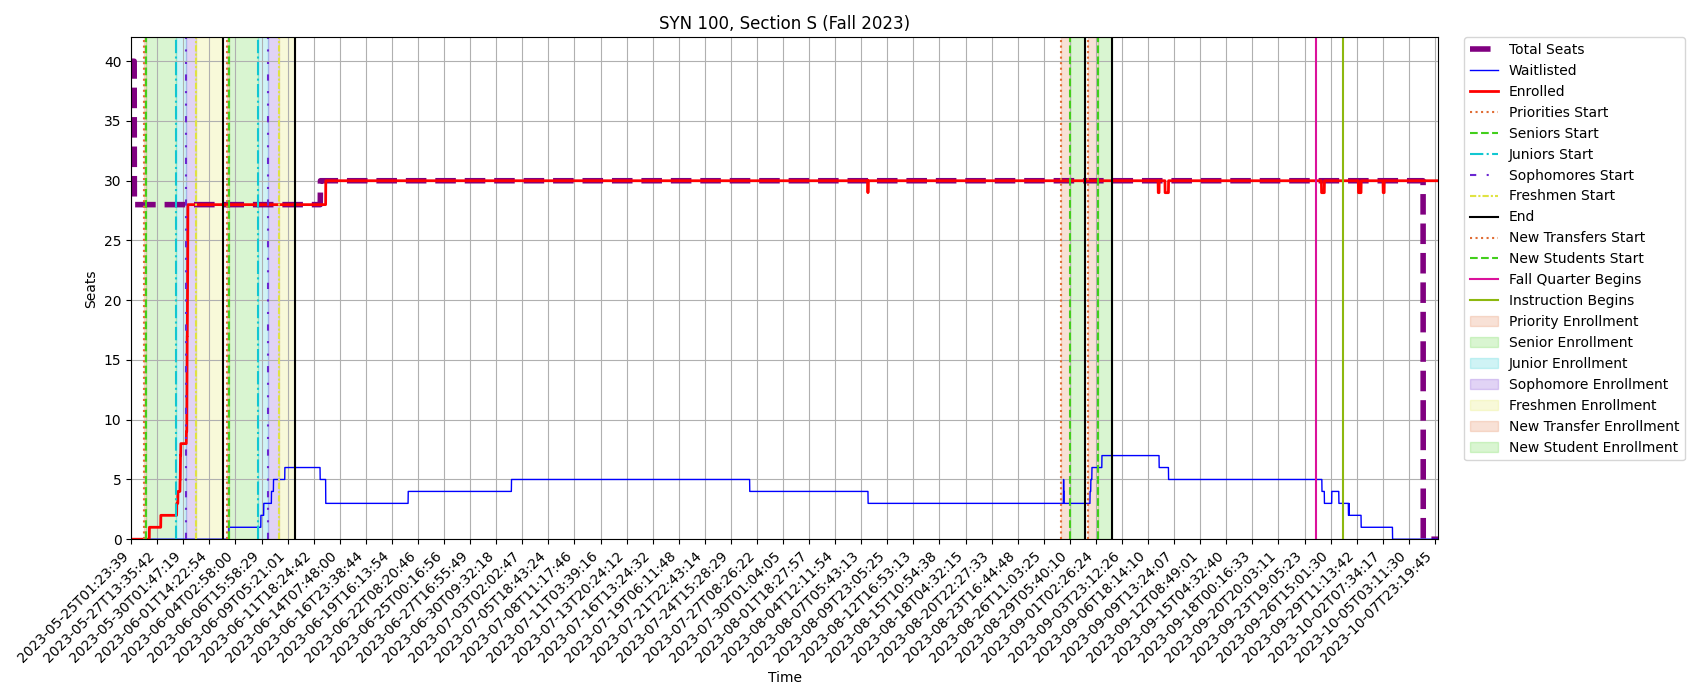 SYN 100, Section S (Fall 2023)
Seats
40
35
30
25
20
15
10
5
0
2023-05-25T01:23:39
2023-05-27T13:35:42
2023-05-30T01:47:19
2023-06-01T14:22:54
2023-06-04T02:58:00
2023-06-06T15:58:29
2023-06-09T05:21:01
2023-06-11T18:24:42
2023-06-14T07:48:00
2023-06-16T23:38:44
2023-06-19T16:13:54
2023-06-22T08:20:46
2023-06-25T00:16:56
2023-06-27T16:55:49
2023-06-30T09:32:18
2023-07-03T02:02:47
2023-07-05T18:43:24
2023-07-08T11:17:46
2023-07-11T03:39:16
2023-07-13T20:24:12
2023-07-16T13:24:32
2023-07-19T06:11:48
2023-07-21T22:43:14
2023-07-24T15:28:29
2023-07-27T08:26:22
2023-07-30T01:04:05
2023-08-01T18:27:57
2023-08-04T12:11:54
2023-08-07T05:43:13
2023-08-09T23:05:25
2023-08-12T16:53:13
2023-08-15T10:54:38
2023-08-18T04:32:15
2023-08-20T22:27:33
2023-08-23T16:44:48
2023-08-26T11:03:25
2023-08-29T05:40:10
2023-09-01T02:26:24
2023-09-03T23:12:26
2023-09-06T18:14:10
2023-09-09T13:24:07
2023-09-12T08:49:01
2023-09-15T04:32:40
2023-09-18T00:16:33
2023-09-20T20:03:11
2023-09-23T19:05:23
2023-09-26T15:01:30
2023-09-29T11:13:42
2023-10-02T07:34:17
2023-10-05T03:11:30
2023-10-07T23:19:45
Time
Total Seats
Waitlisted
Enrolled
Priorities Start
Seniors Start
Juniors Start
Sophomores Start
Freshmen Start
End
New Transfers Start
New Students Start
Fall Quarter Begins
Instruction Begins
Priority Enrollment
Senior Enrollment
Junior Enrollment
Sophomore Enrollment
Freshmen Enrollment
New Transfer Enrollment
New Student Enrollment